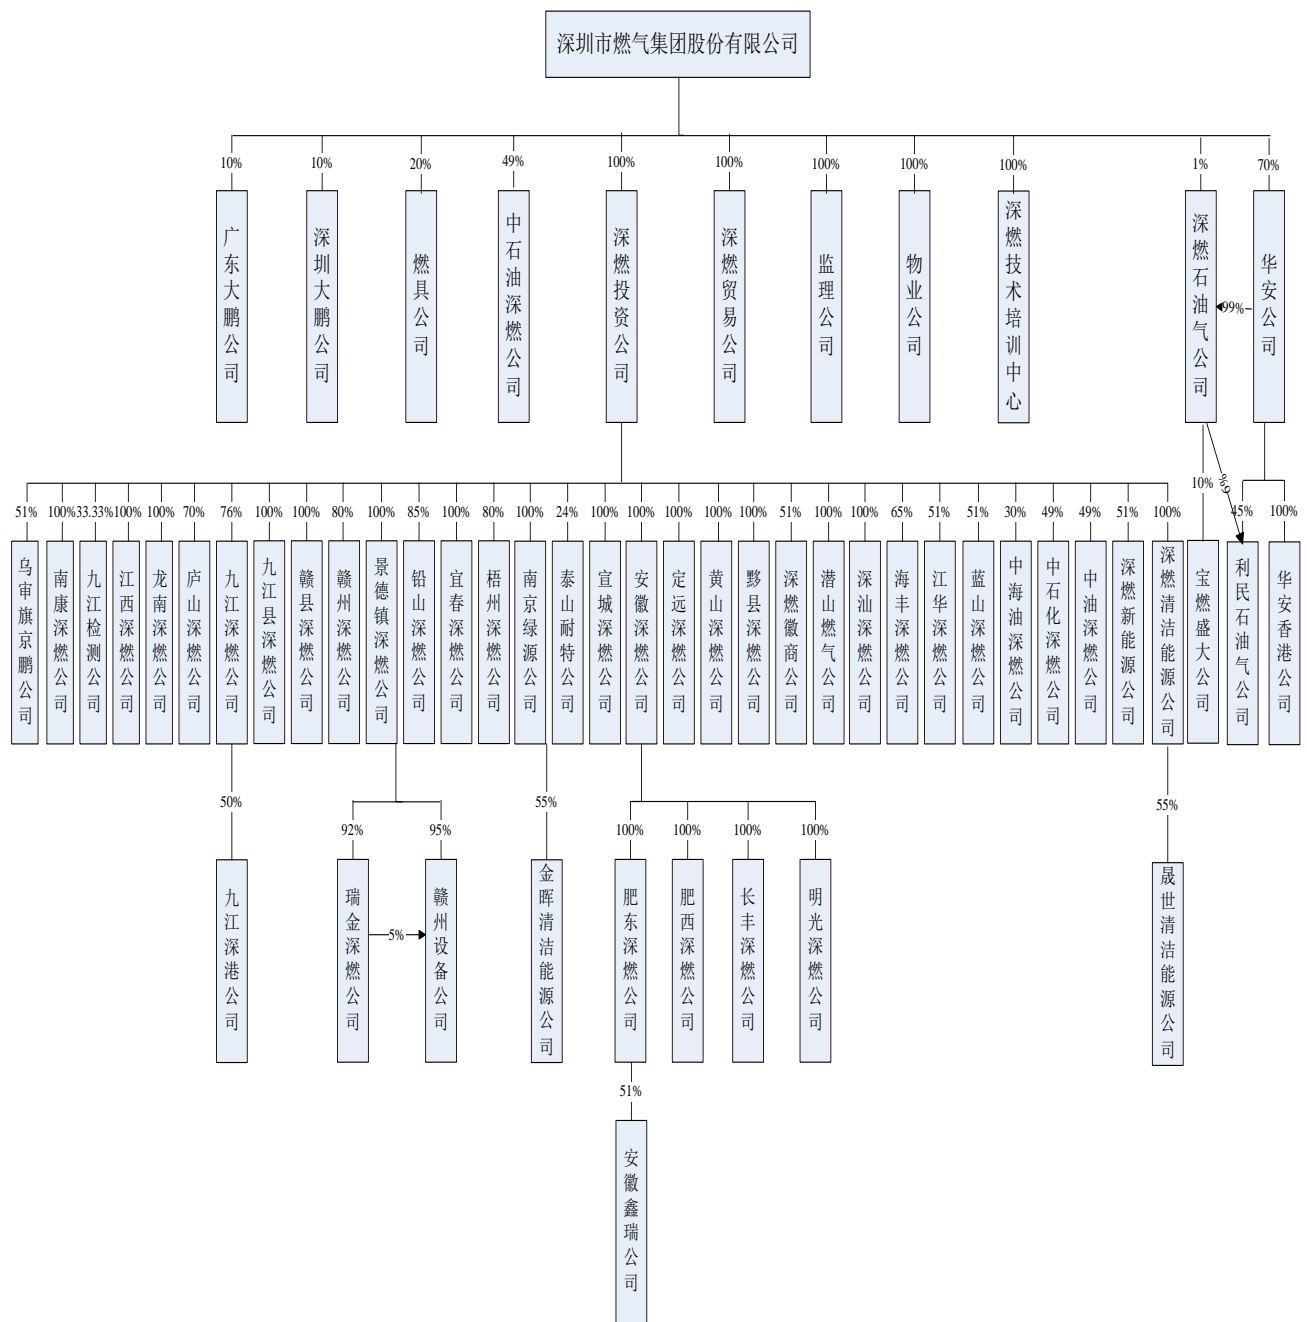 深圳市燃气集团股份有限公司
10%
10%
20%
49%
100%
100%
100%
100%
100%
1%
70%
广东大鹏公司
深圳大鹏公司
燃具公司
中石油深燃公司
深燃投资公司
深燃贸易公司
监理公司
物业公司
深燃技术培训中心
深燃石油气公司
99%
华安公司
51%
100%
33.33%
100%
100%
70%
76%
100%
100%
80%
100%
85%
100%
80%
100%
24%
100%
100%
100%
100%
100%
51%
100%
100%
65%
51%
51%
30%
49%
49%
51%
100%
10%
9%
45%
100%
乌审旗京鹏公司
南康深燃公司
九江检测公司
江西深燃公司
龙南深燃公司
庐山深燃公司
九江深燃公司
九江县深燃公司
赣县深燃公司
赣州深燃公司
景德镇深燃公司
铅山深燃公司
宜春深燃公司
梧州深燃公司
南京绿源公司
泰山耐特公司
宣城深燃公司
安徽深燃公司
定远深燃公司
黄山深燃公司
黟县深燃公司
深燃徽商公司
潜山燃气公司
深汕深燃公司
海丰深燃公司
江华深燃公司
蓝山深燃公司
中海油深燃公司
中石化深燃公司
中油深燃公司
深燃新能源公司
深燃清洁能源公司
宝燃盛大公司
利民石油气公司
华安香港公司
50%
92%
95%
55%
100%
100%
100%
100%
55%
九江深港公司
瑞金深燃公司
5%
赣州设备公司
金晖清洁能源公司
肥东深燃公司
肥西深燃公司
长丰深燃公司
明光深燃公司
晟世清洁能源公司
51%
安徽鑫瑞公司